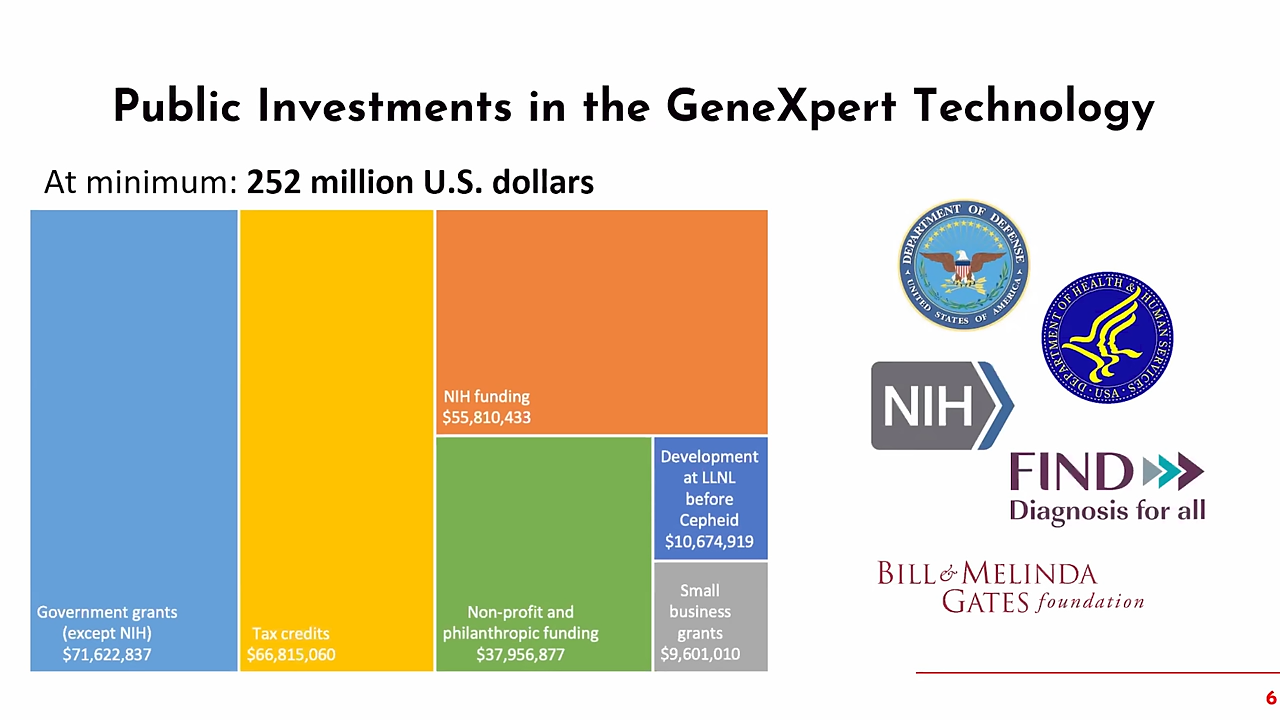 Public Investments in the GeneXpert Technology
At minimum: 252 million U.S. dollars
Government grants
(except NIH)
$71,622,837
Tax credits
$66,815,060
NIH funding
$55,810,433
Non-profit and
philanthropic funding
$37,956,877
Development
at LLNL
before
Cepheid
$10,674,919
Small
business
grants
$9,601,010
DEPARTMENT OF DEFENSE
UNITED STATES OF AMERICA
DEPARTMENT OF HEALTH & HUMAN SERVICES · USA
NIH
FIND
Diagnosis for all
BILL & MELINDA
GATES foundation
6